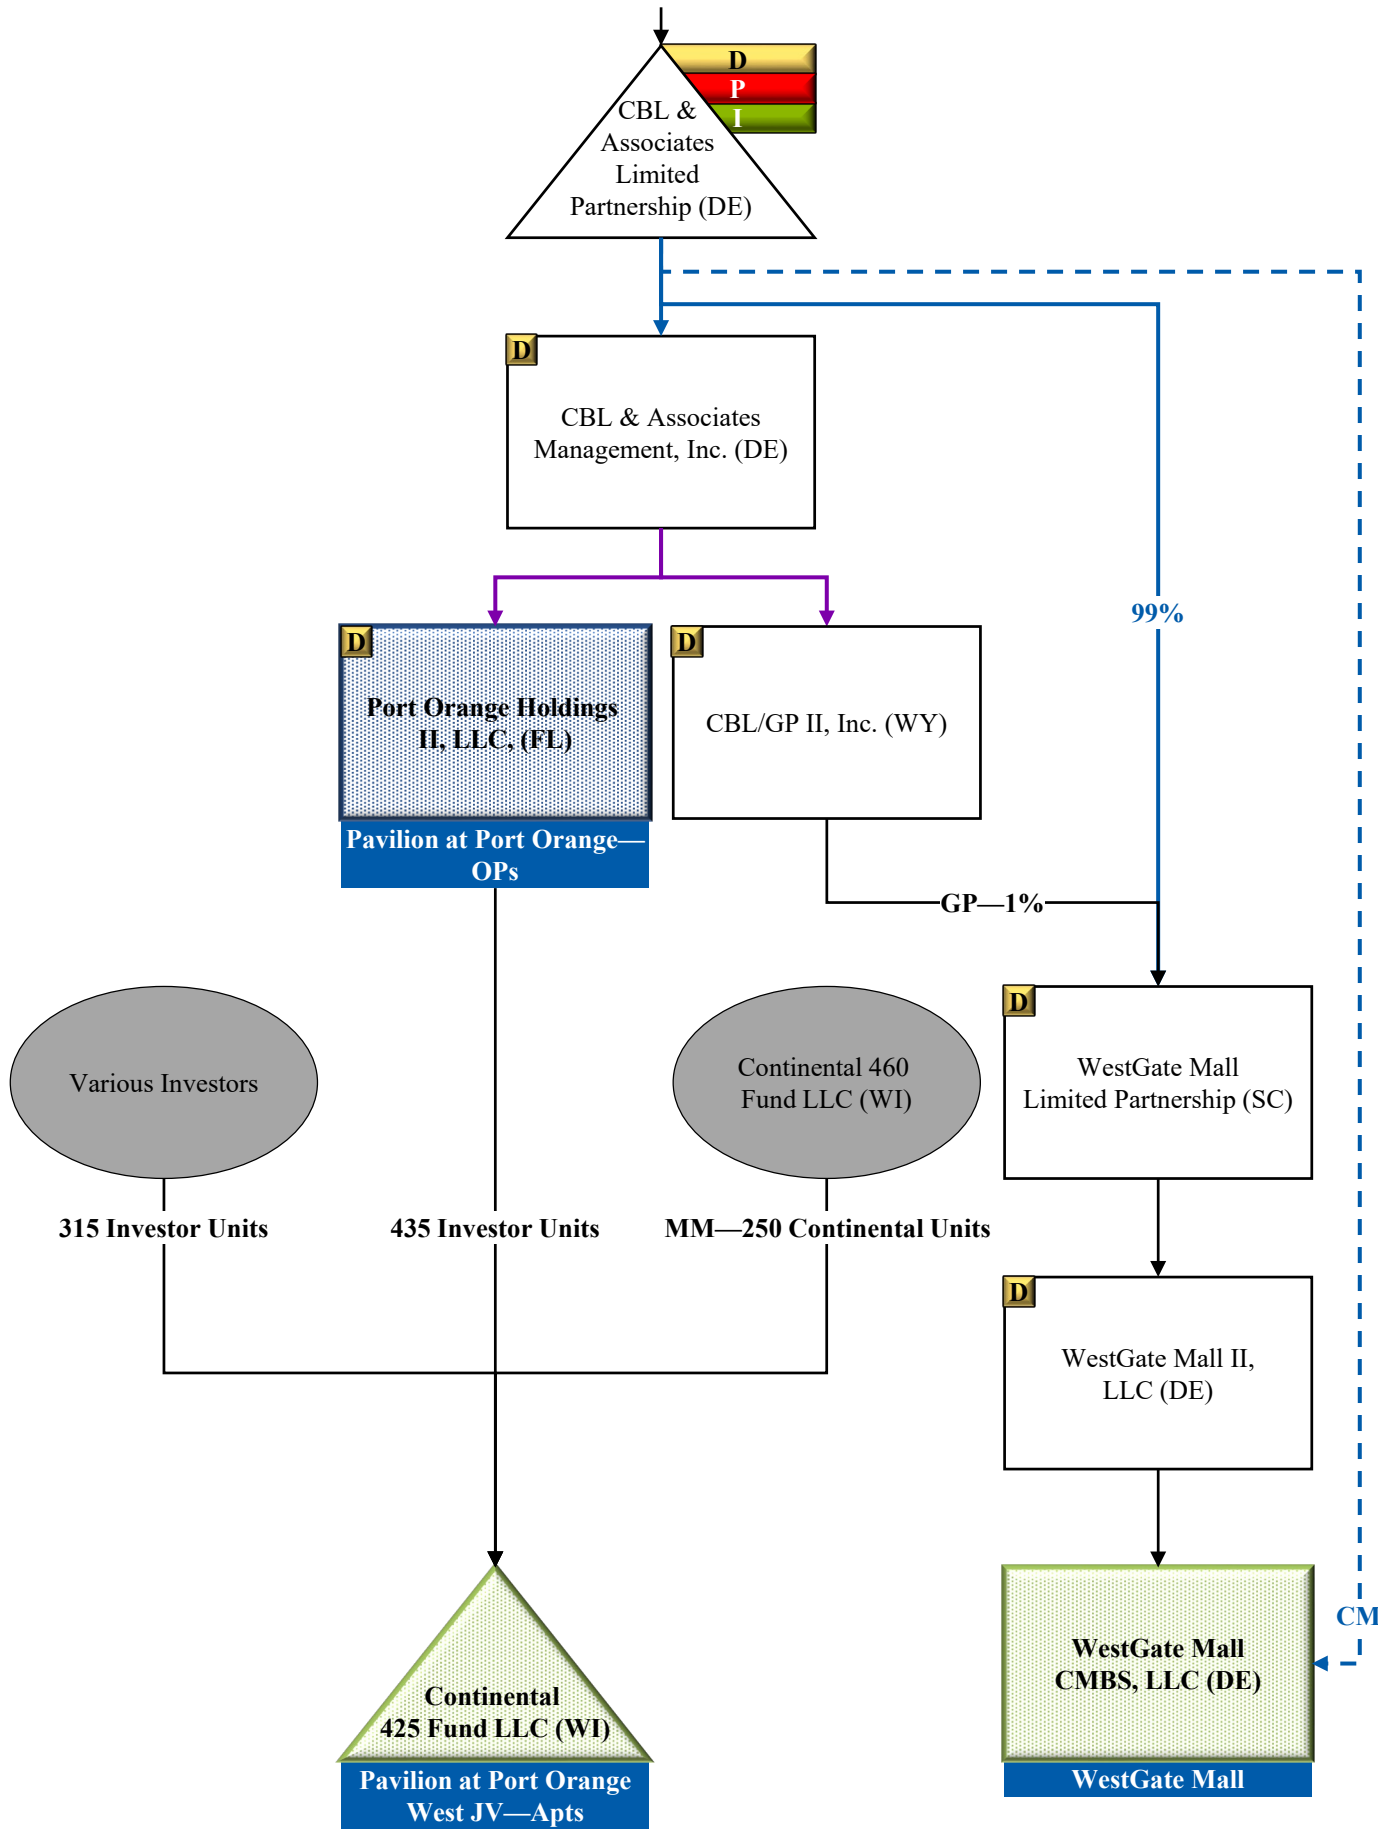 D
P
I
CBL &
Associates
Limited
Partnership (DE)
D
CBL & Associates
Management, Inc. (DE)
99%
D
Port Orange Holdings
II, LLC, (FL)
Pavilion at Port Orange—
OPs
D
CBL/GP II, Inc. (WY)
GP—1%
Various Investors
Continental 460
Fund LLC (WI)
D
WestGate Mall
Limited Partnership (SC)
315 Investor Units
435 Investor Units
MM—250 Continental Units
D
WestGate Mall II,
LLC (DE)
CM
Continental
425 Fund LLC (WI)
Pavilion at Port Orange
West JV—Apts
WestGate Mall
CMBS, LLC (DE)
WestGate Mall